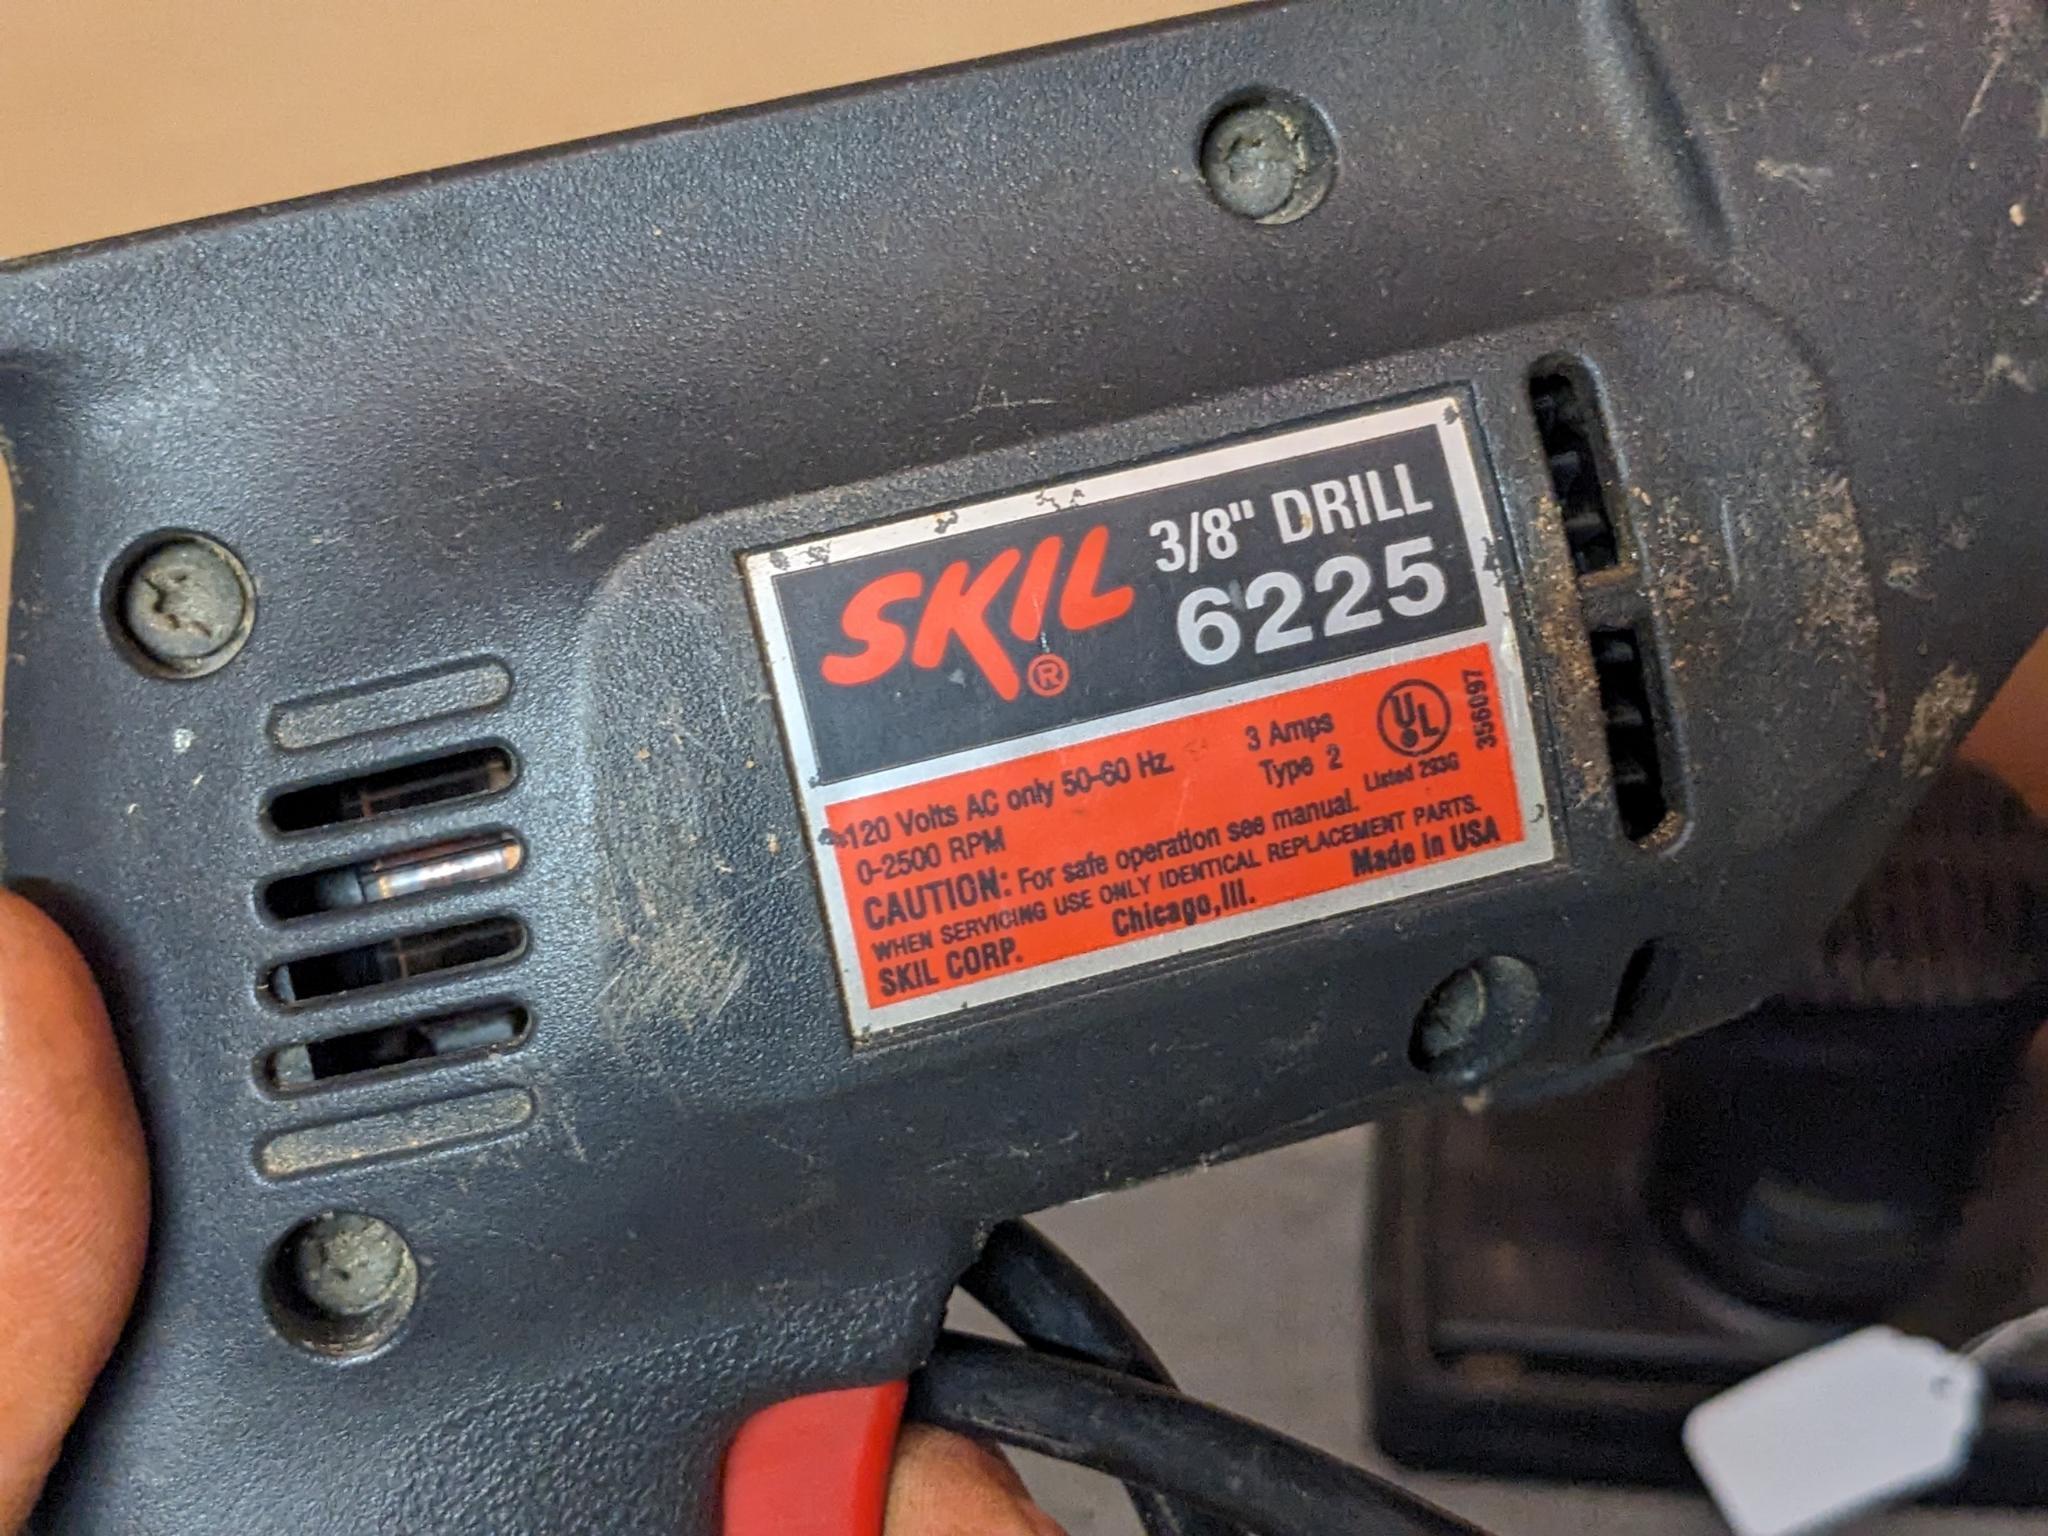 SKIL®
3/8" DRILL
6225
120 Volts AC only 50-60 Hz.
0-2500 RPM
3 Amps
Type 2
UL
Listed 293G
356097
CAUTION: For safe operation see manual.
WHEN SERVICING USE ONLY IDENTICAL REPLACEMENT PARTS.
SKIL CORP. Chicago, Ill. Made in USA